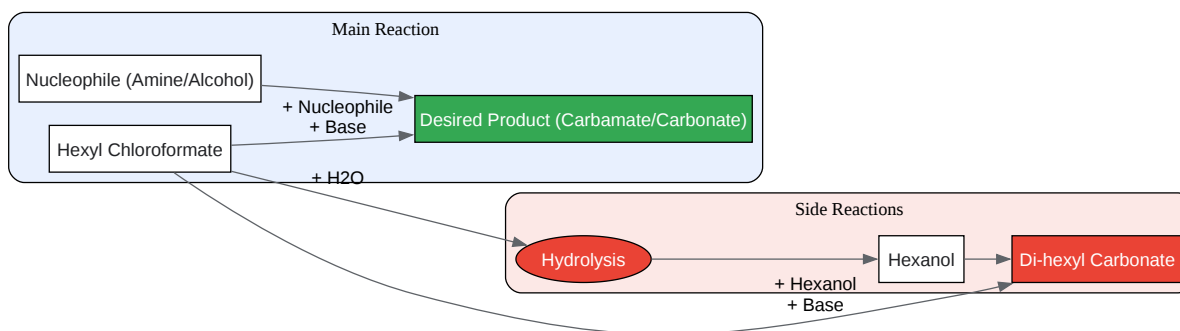 Main Reaction
Nucleophile (Amine/Alcohol)
+ Nucleophile
+ Base
Desired Product (Carbamate/Carbonate)
Hexyl Chloroformate
+ H2O
Side Reactions
Hydrolysis
Hexanol
Di-hexyl Carbonate
+ Hexanol
+ Base